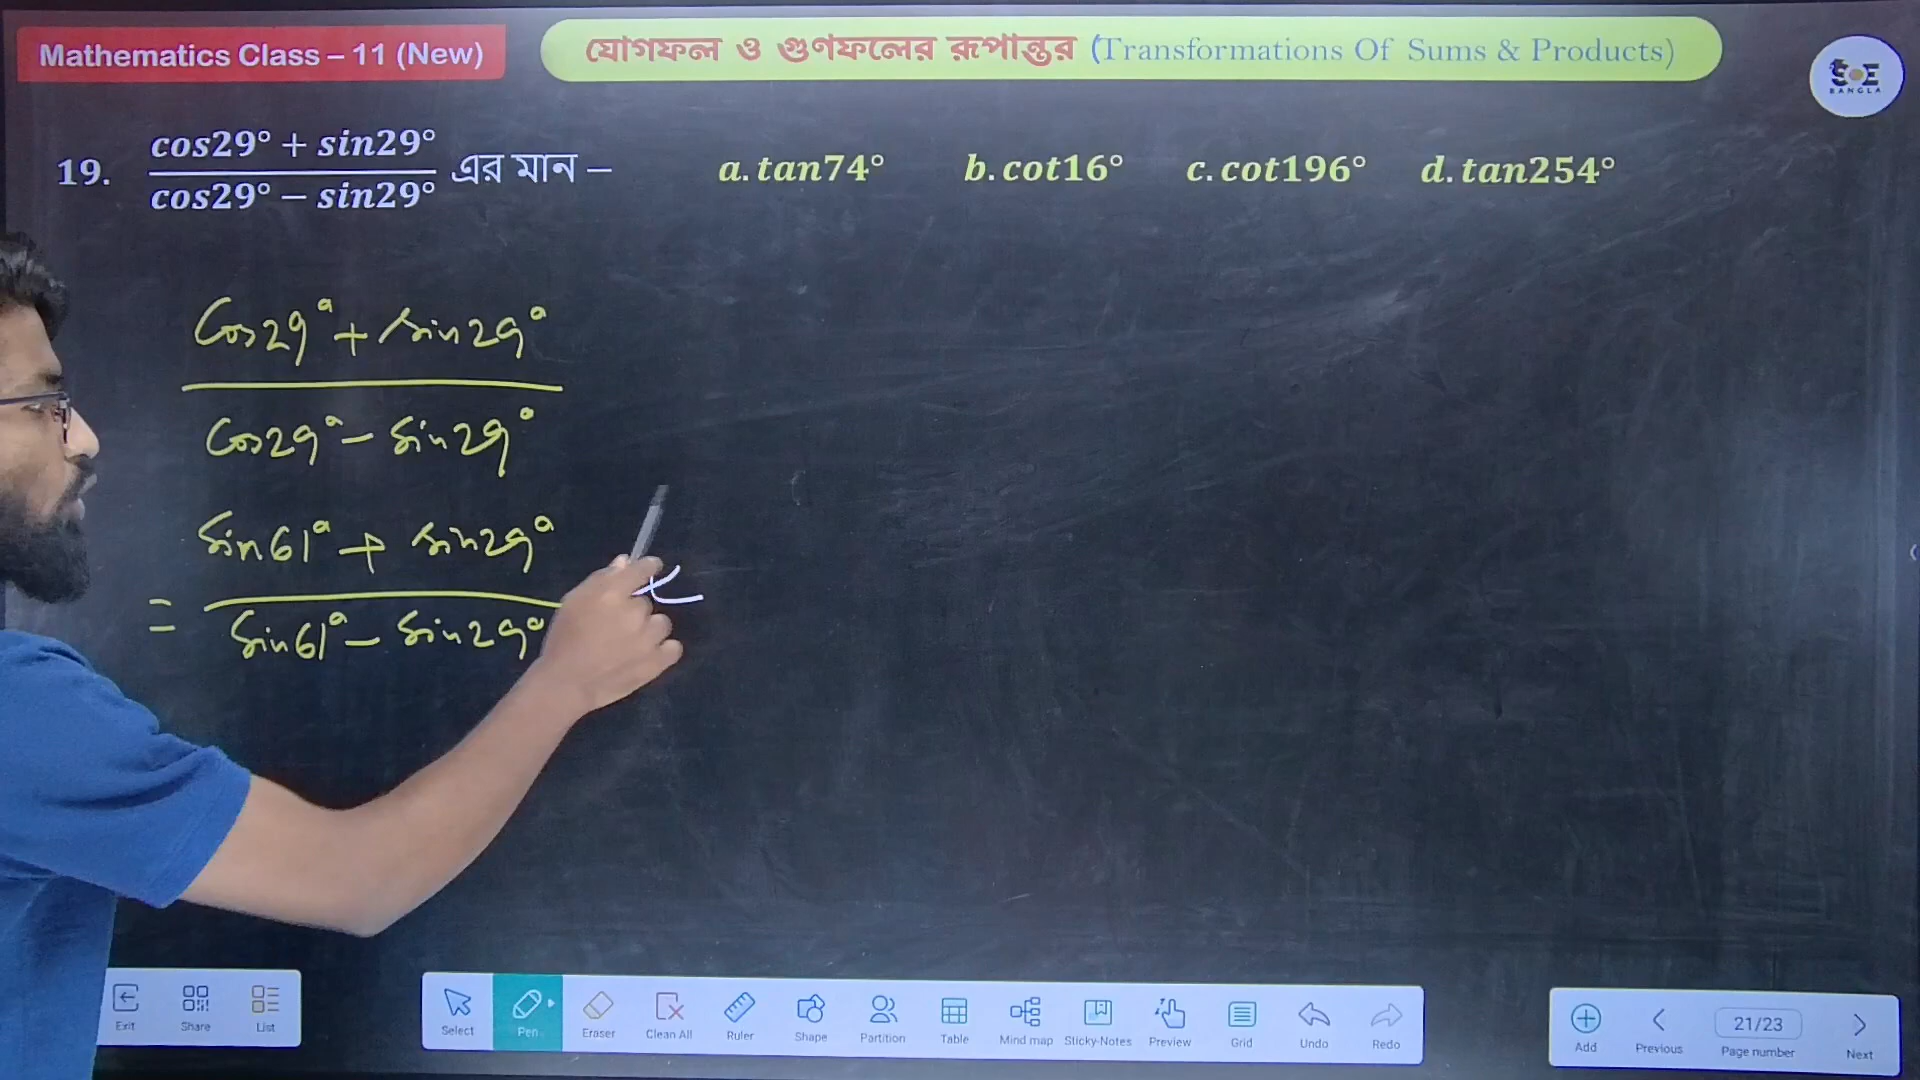 Mathematics Class – 11 (New)
যোগফল ও গুণফলের রূপান্তর (Transformations Of Sums & Products)
SOE
BANGLA
19. (cos29° + sin29°) / (cos29° − sin29°) এর মান – a. tan74° b. cot16° c. cot196° d. tan254°
cos29° + sin29°
cos29° − sin29°
sin61° + sin29°
=
sin61° − sin29°
Exit Share List
Select Pen Eraser Clean All Ruler Shape Partition Table Mind map Sticky-Notes Preview Grid Undo Redo
Add Previous 21/23 Page number Next